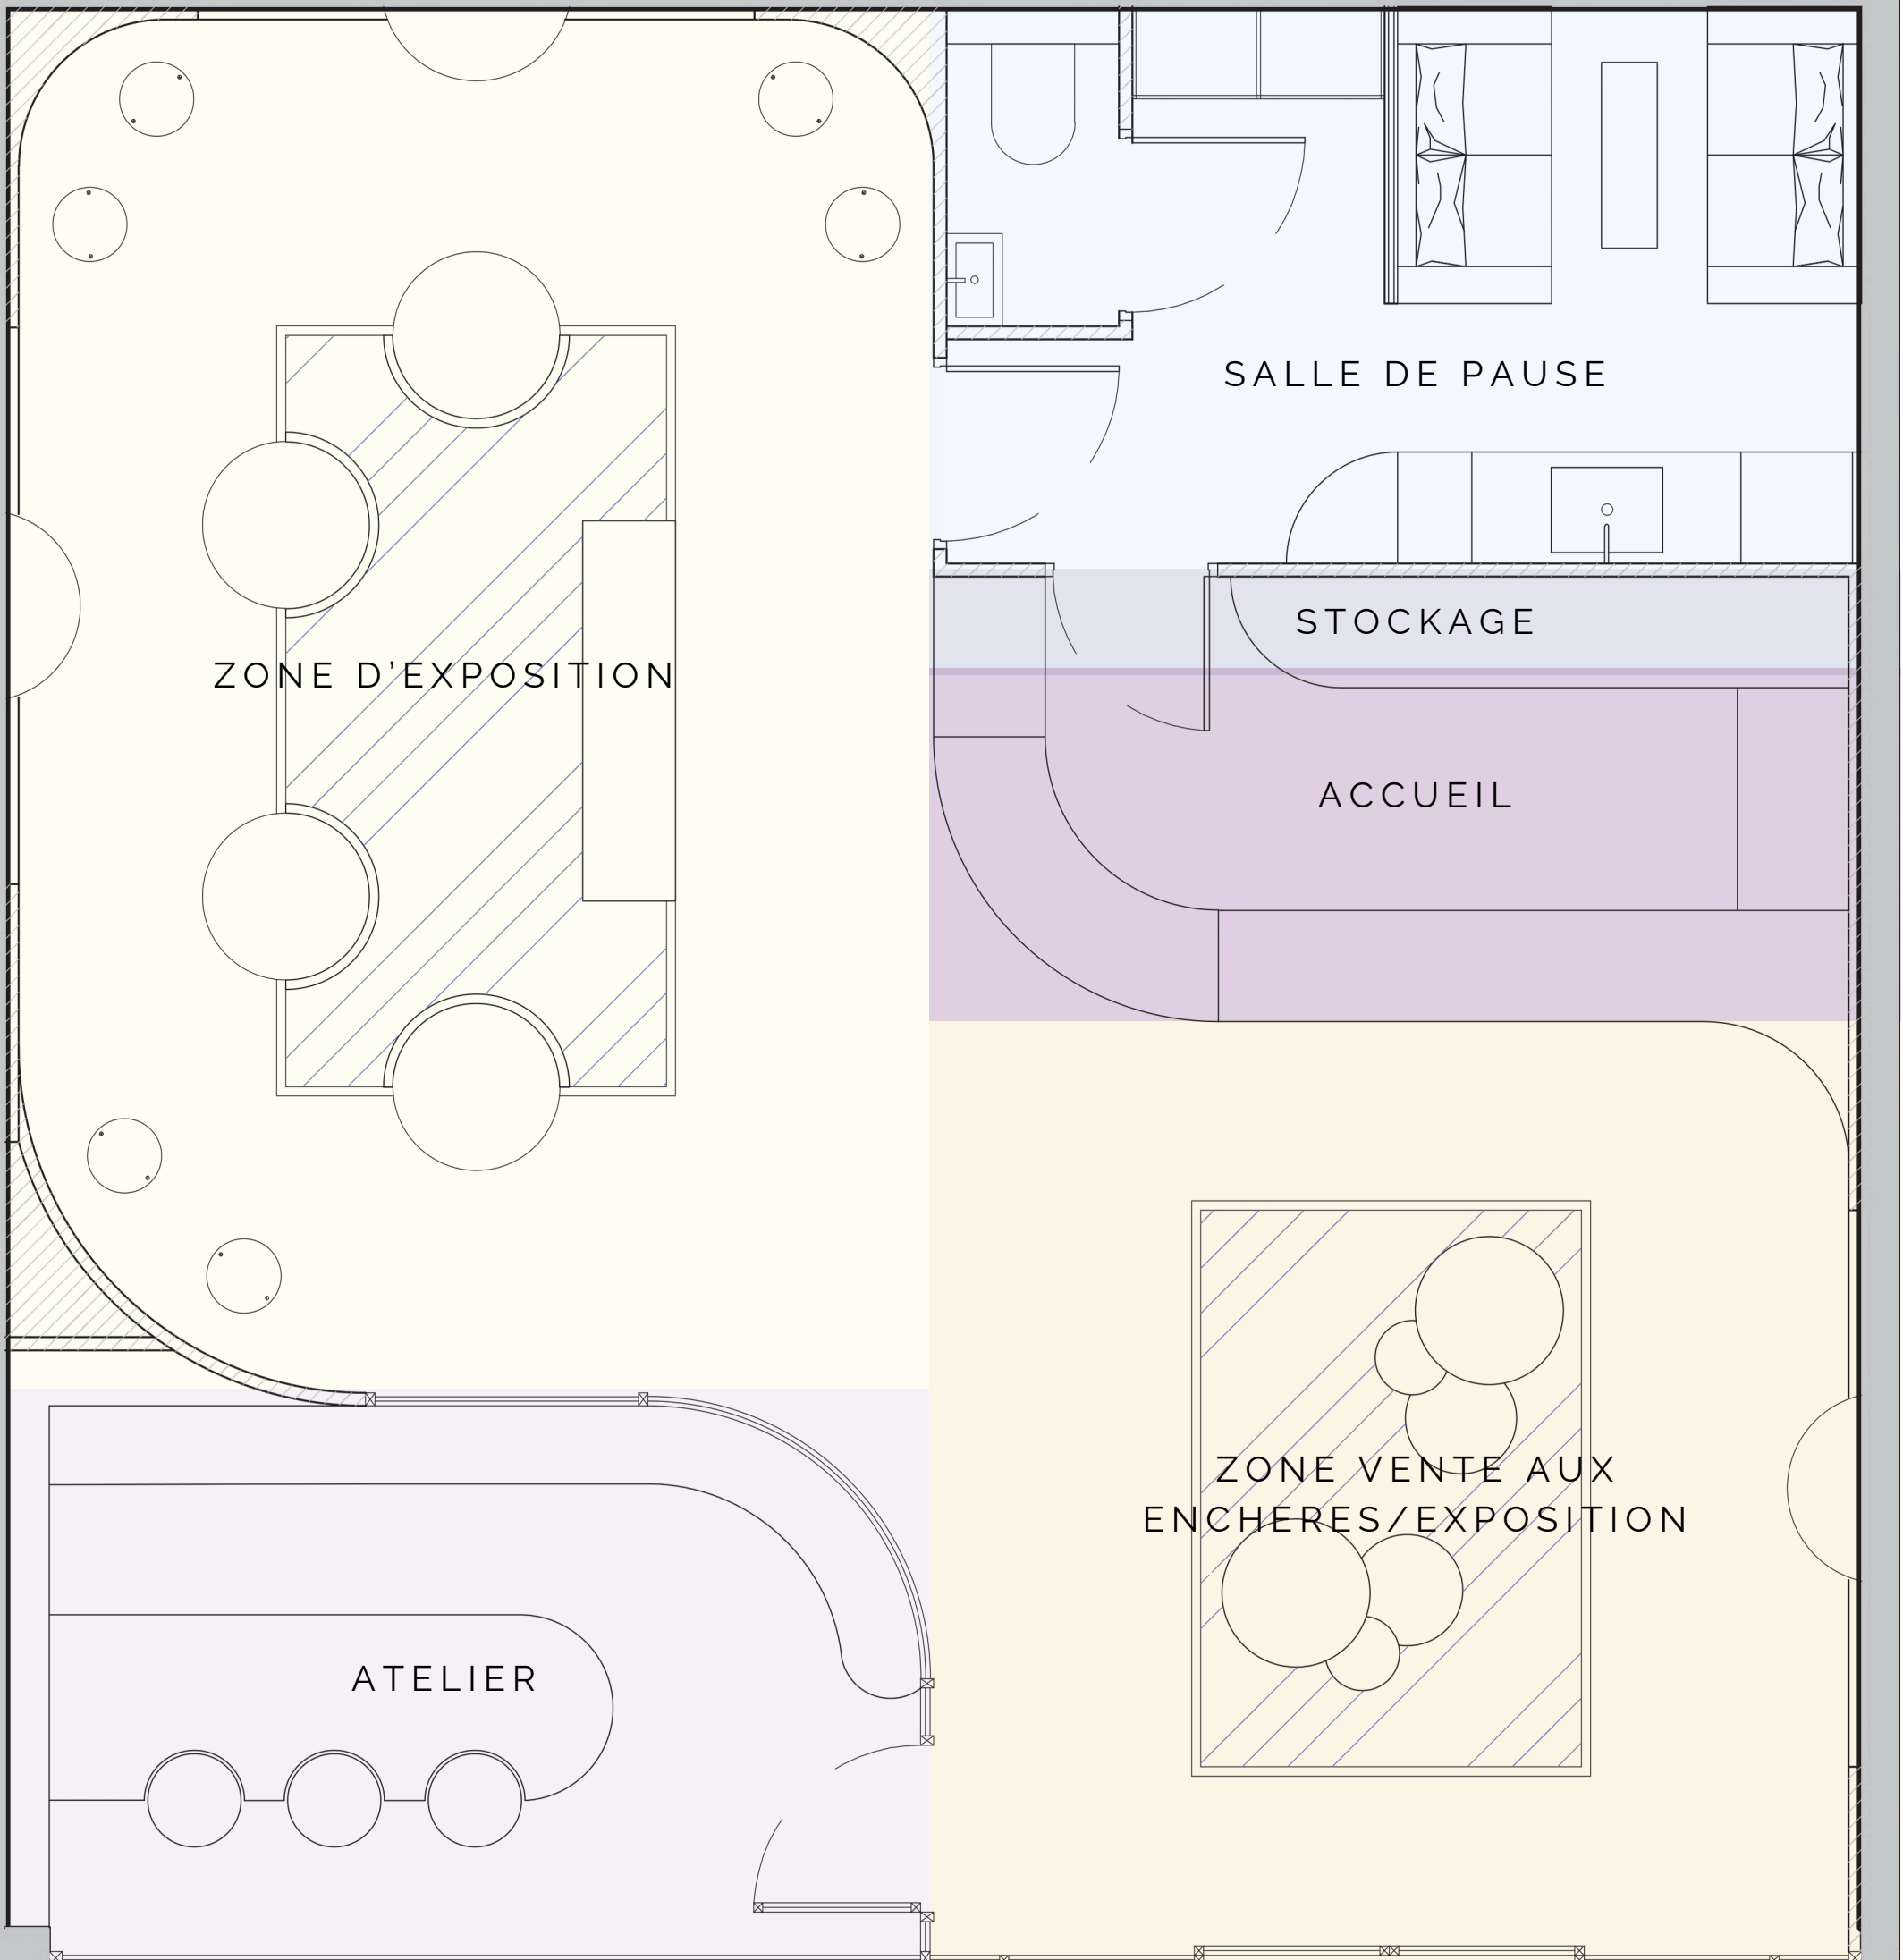 SALLE DE PAUSE
STOCKAGE
ZONE D'EXPOSITION
ACCUEIL
ZONE VENTE AUX
ENCHERES/EXPOSITION
ATELIER